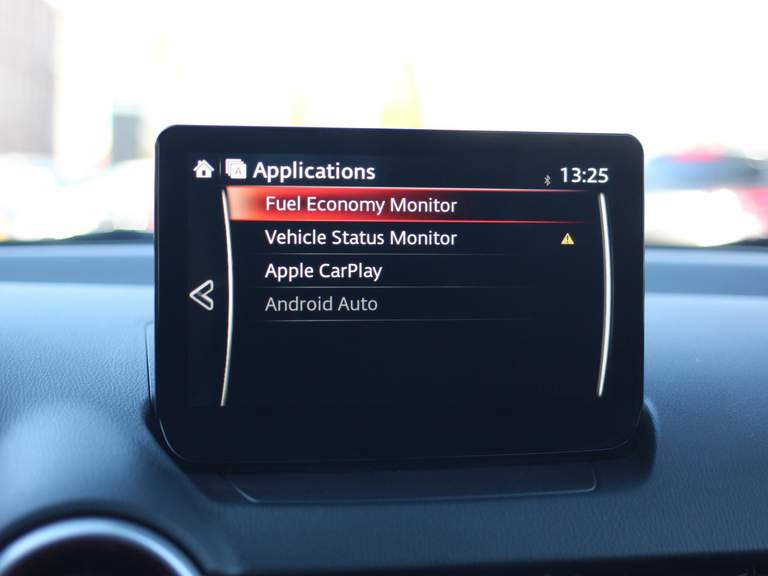 Applications
13:25
Fuel Economy Monitor
Vehicle Status Monitor
Apple CarPlay
Android Auto